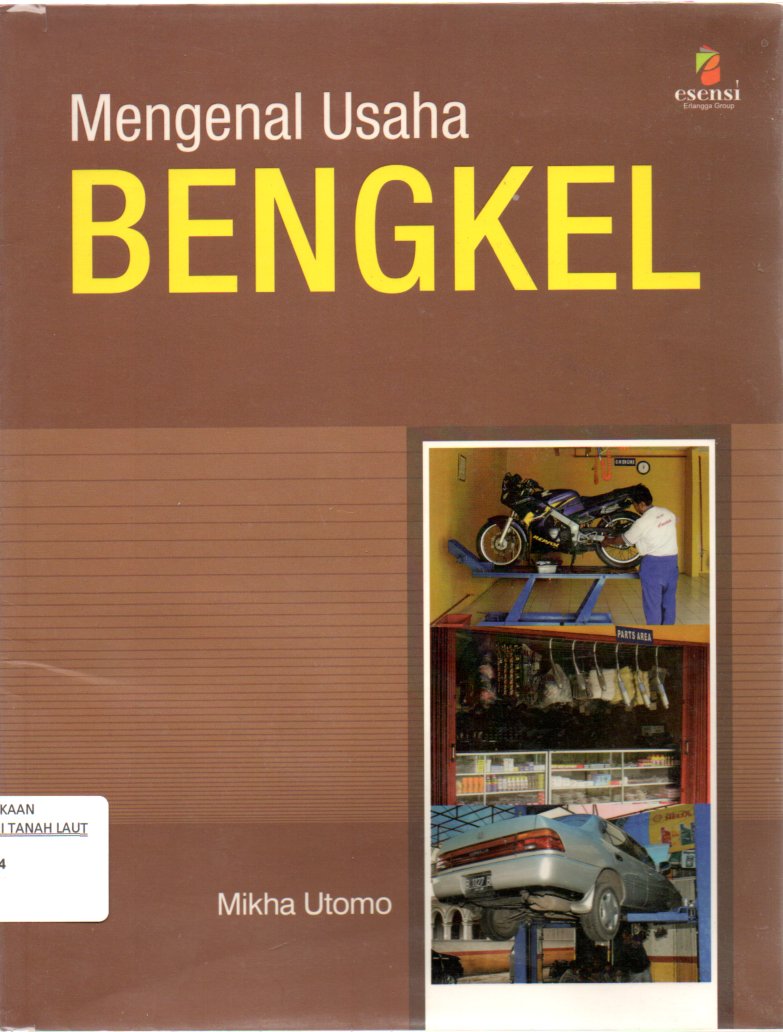 esensi
Erlangga Group
Mengenal Usaha
BENGKEL
PARTS AREA
KAAN
I TANAH LAUT
4
Mikha Utomo